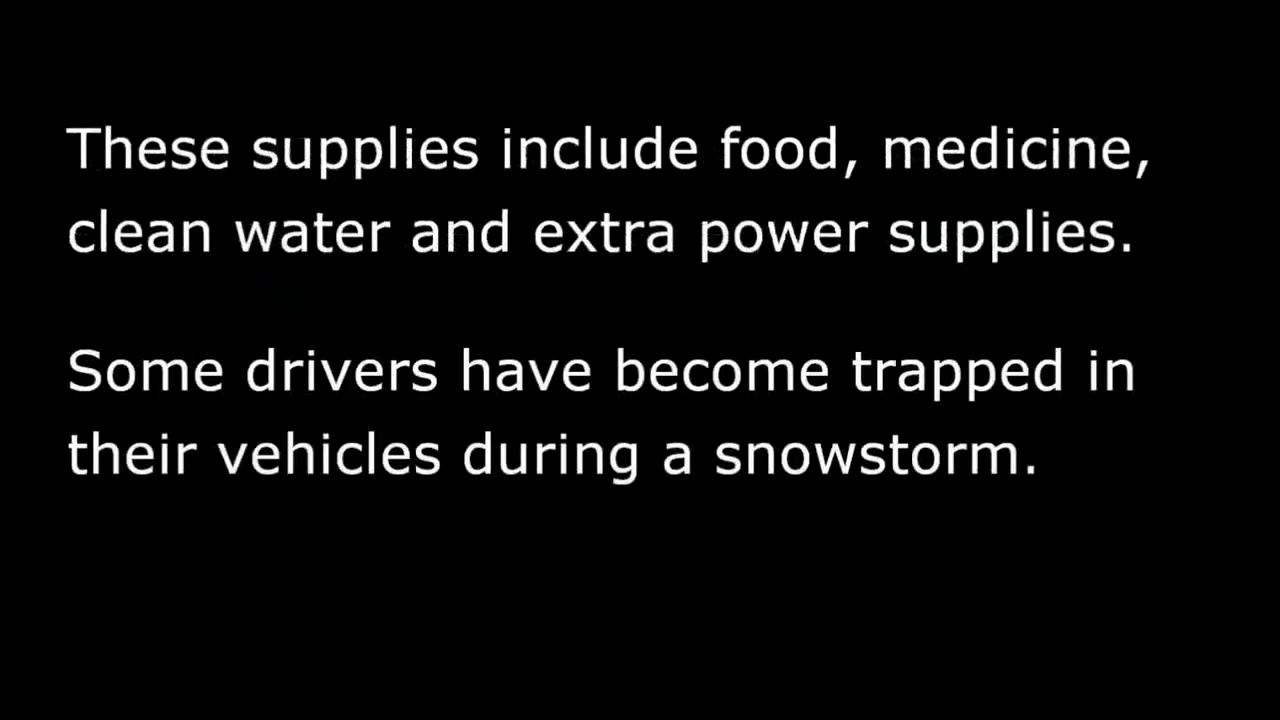 These supplies include food, medicine,
clean water and extra power supplies.
Some drivers have become trapped in
their vehicles during a snowstorm.